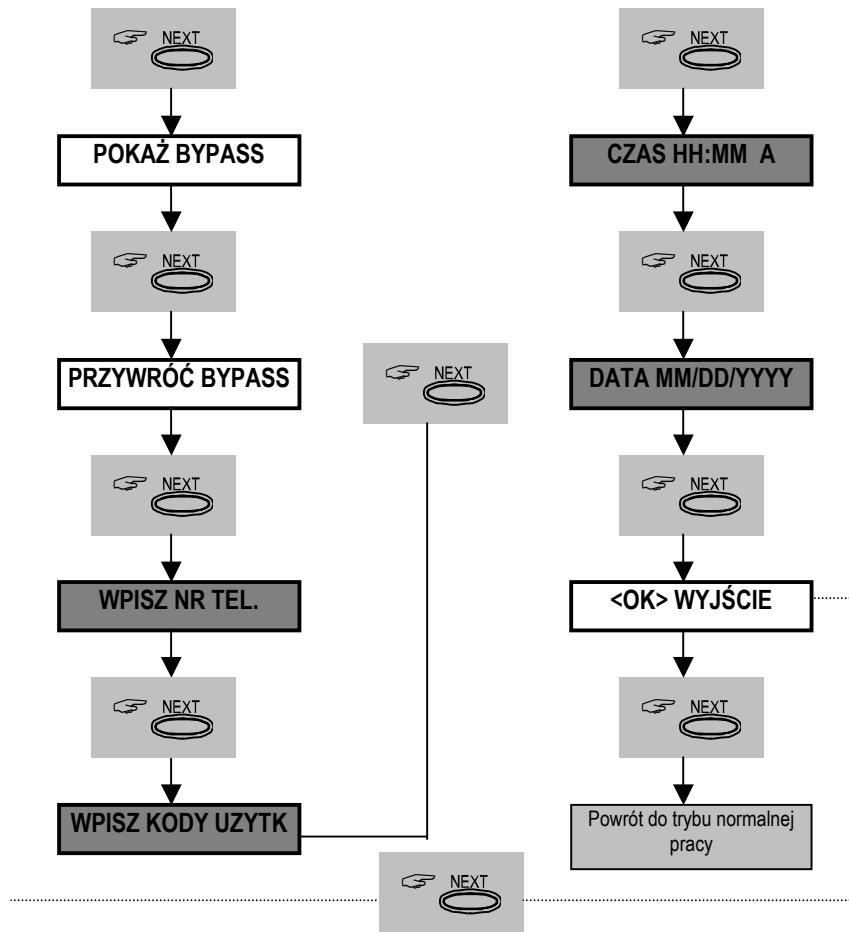 NEXT
POKAŻ BYPASS
NEXT
PRZYWRÓĆ BYPASS
NEXT
WPISZ NR TEL.
NEXT
WPISZ KODY UZYTK
NEXT
NEXT
NEXT
CZAS HH:MM A
NEXT
DATA MM/DD/YYYY
NEXT
<OK> WYJŚCIE
NEXT
Powrót do trybu normalnej
pracy